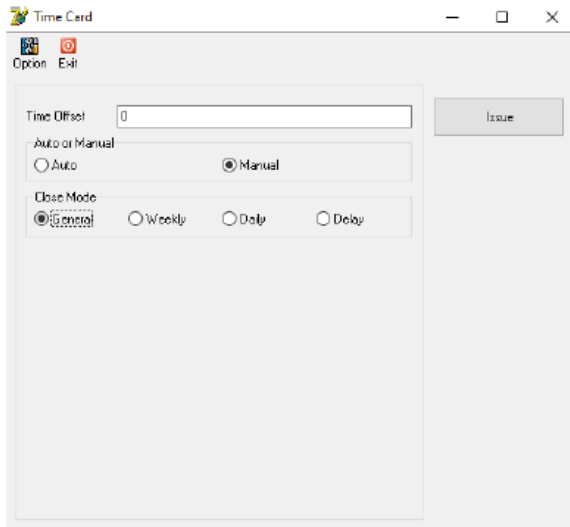 Time Card
Option Exit
Time Offset 0
Issue
Auto or Manual
Auto Manual
Close Mode
General Weekly Daily Delay